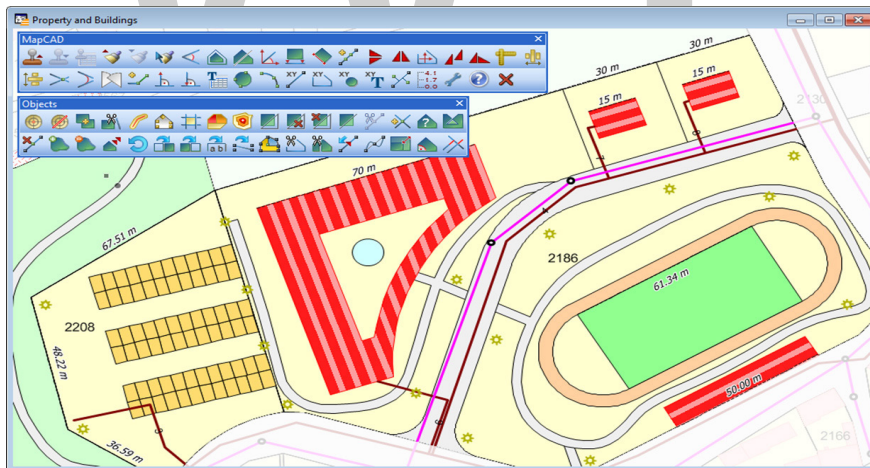 Property and Buildings
MapCAD
Objects
30 m
30 m
15 m
15 m
2130
70 m
67.51 m
2186
61.34 m
2208
48.22 m
50.00 m
36.59 m
2166